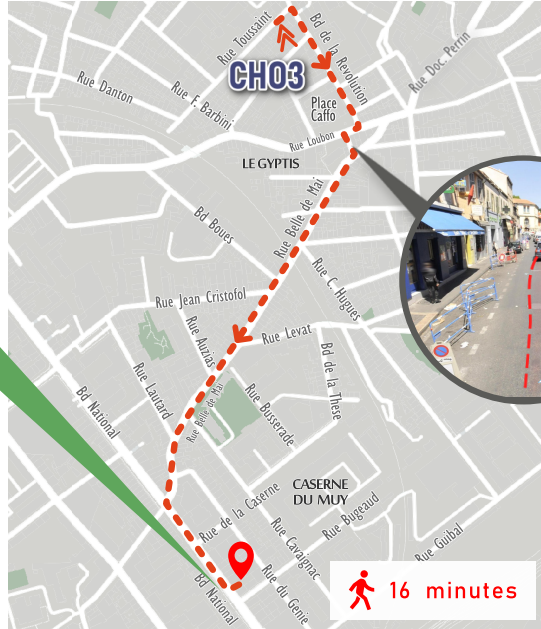 Rue Toussaint
Bd de la Revolution
Rue Doc. Perrin
CHO3
Rue Danton
Rue F. Barbini
Place
Caffo
Rue Loubon
LE GYPTIS
Rue Belle de Mai
Bd Boues
Rue C. Hugues
Rue Jean Cristofol
Rue Auzias
Rue Levat
Bd de la Thèse
Rue Lautard
Rue Belle de Mai
Rue Busserade
Bd National
CASERNE
DU MUY
Rue de la Caserne
Rue Cavaignac
Rue Bugeaud
Rue Guibal
Rue du Genie
Bd National
16 minutes